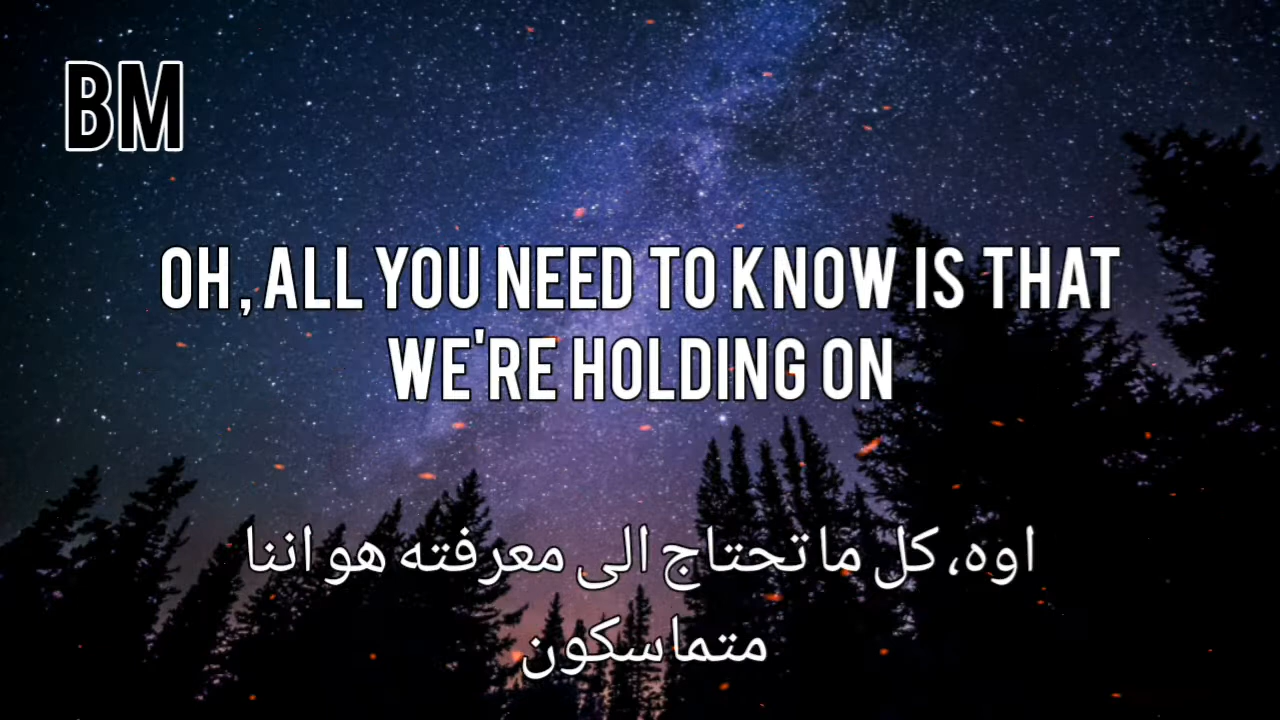 BM
OH, ALL YOU NEED TO KNOW IS THAT
WE'RE HOLDING ON
اوه، كل ما تحتاج الى معرفته هو اننا
متماسكون